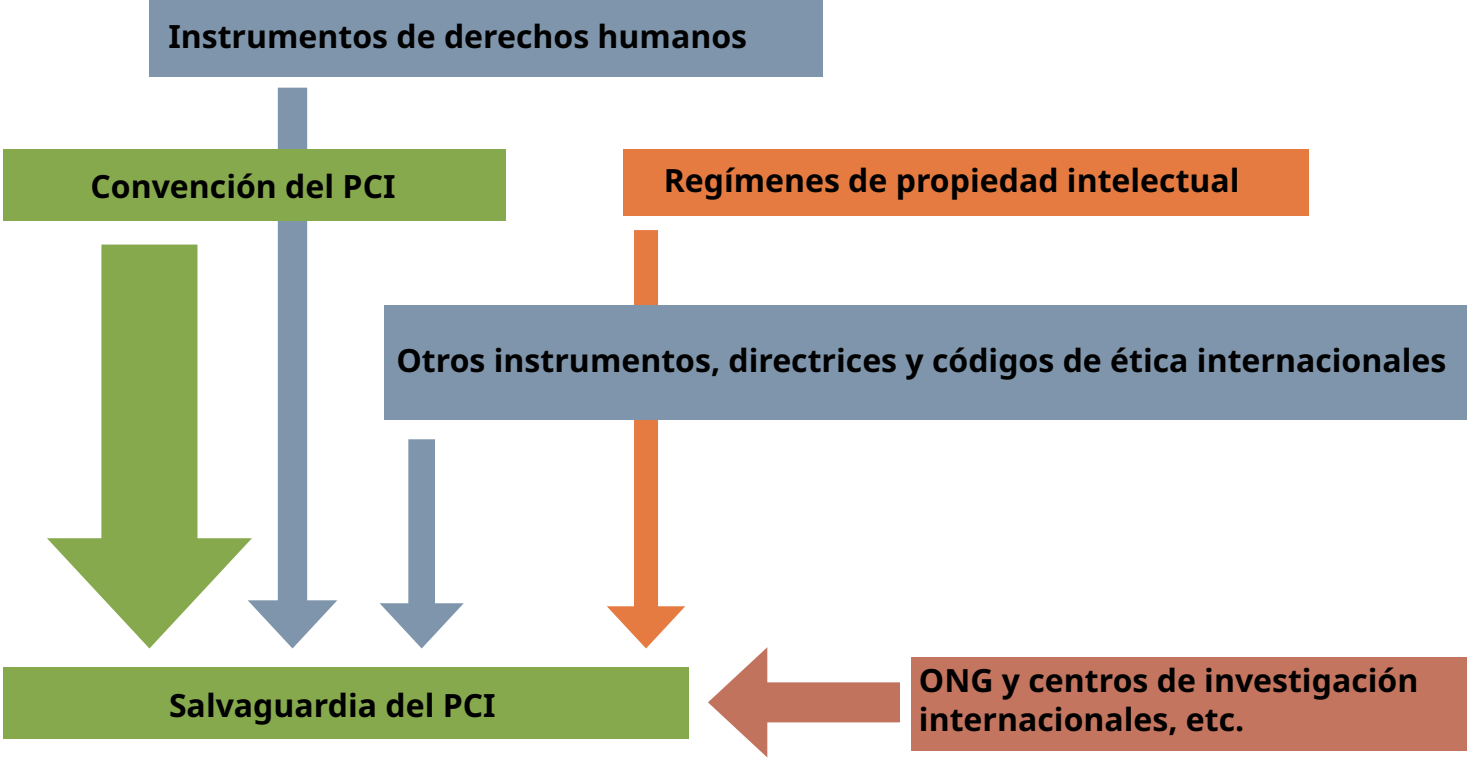 Instrumentos de derechos humanos
Convención del PCI
Regímenes de propiedad intelectual
Otros instrumentos, directrices y códigos de ética internacionales
Salvaguardia del PCI
ONG y centros de investigación
internacionales, etc.